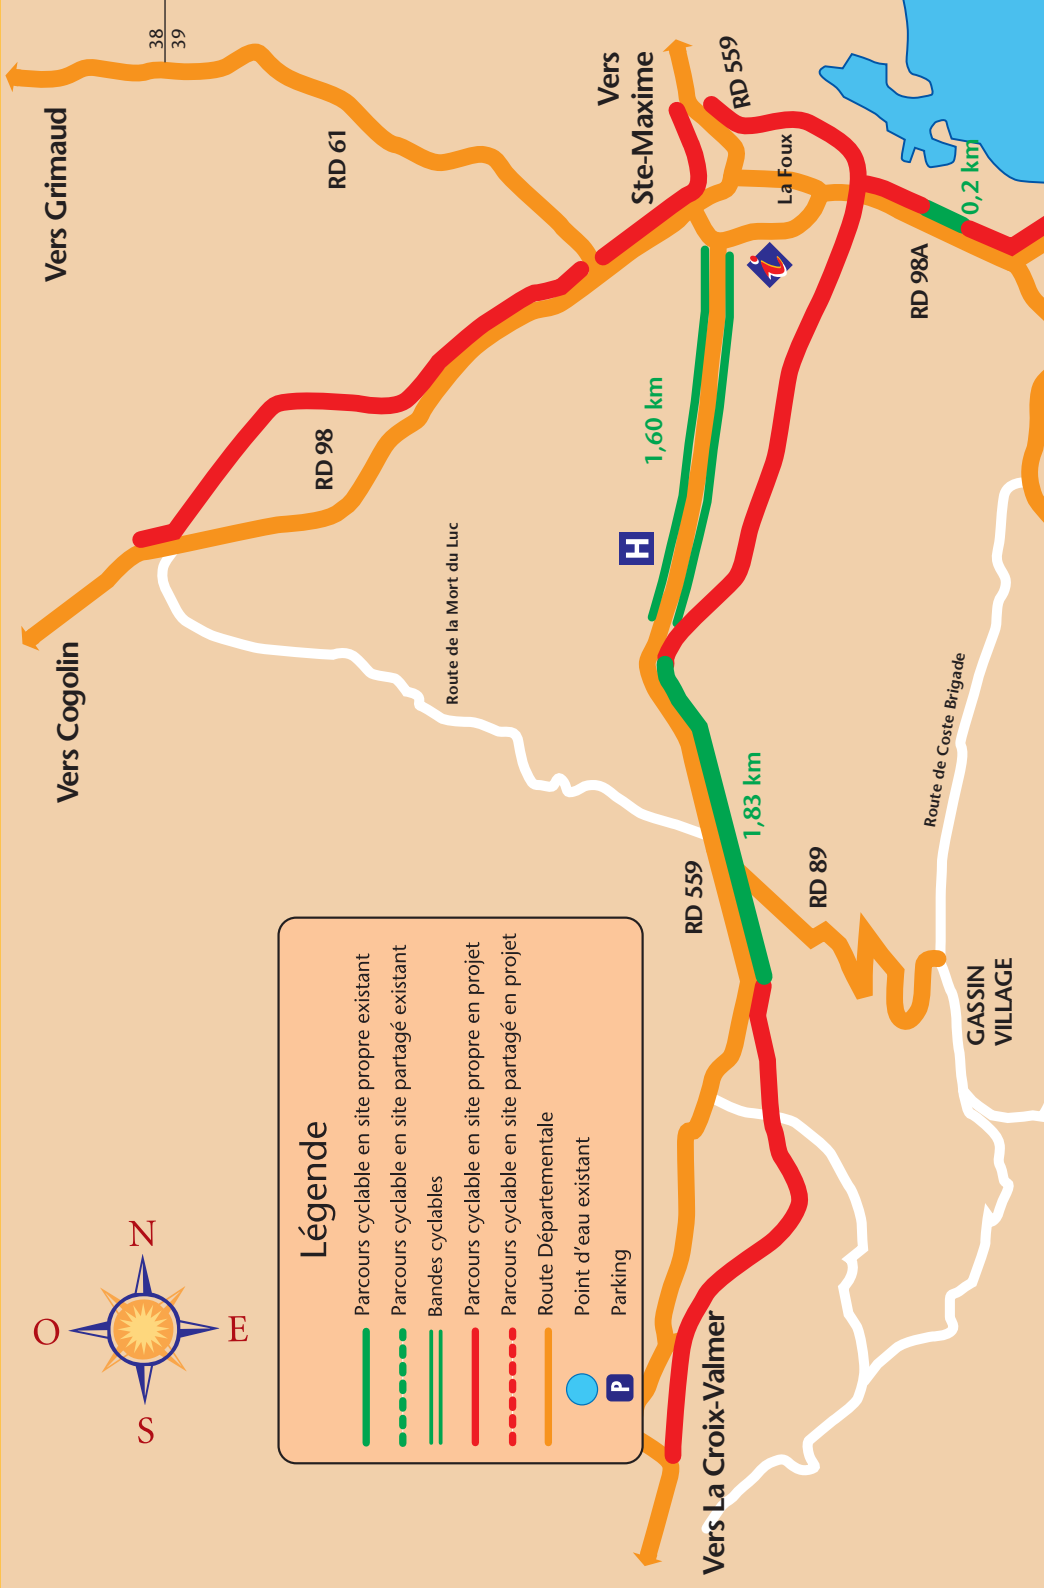 Vers Grimaud
38
39
RD 61
Vers
Ste-Maxime
RD 559
La Foux
0,2 km
RD 98A
i
RD 98
Vers Cogolin
Route de la Mort du Luc
1,60 km
H
1,83 km
RD 559
RD 89
Route de Coste Brigade
GASSIN
VILLAGE
Vers La Croix-Valmer
N
O
E
S
Légende
Parcours cyclable en site propre existant
Parcours cyclable en site partagé existant
Bandes cyclables
Parcours cyclable en site propre en projet
Parcours cyclable en site partagé en projet
Route Départementale
Point d'eau existant
P Parking